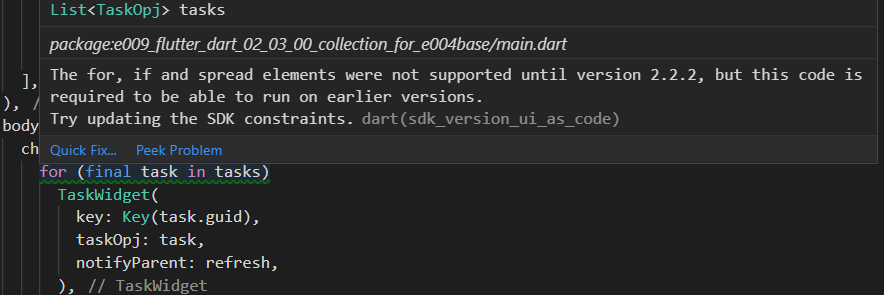 List<TaskOpj> tasks
package:e009_flutter_dart_02_03_00_collection_for_e004base/main.dart
The for, if and spread elements were not supported until version 2.2.2, but this code is
required to be able to run on earlier versions.
Try updating the SDK constraints. dart(sdk_version_ui_as_code)
Quick Fix... Peek Problem
],
), /
body
ch
for (final task in tasks)
TaskWidget(
key: Key(task.guid),
taskOpj: task,
notifyParent: refresh,
), // TaskWidget